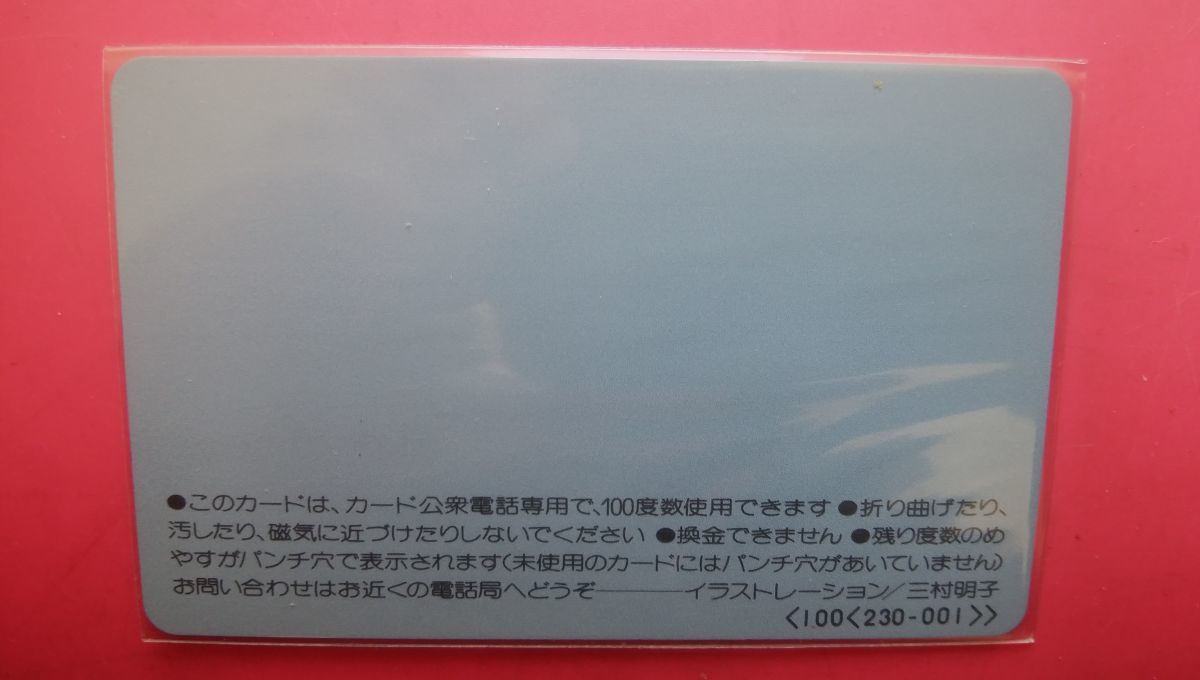 ●このカードは、カード公衆電話専用で、100度数使用できます ●折り曲げたり、
汚したり、磁気に近づけたりしないでください ●換金できません ●残り度数のめ
やすがパンチ穴で表示されます(未使用のカードにはパンチ穴があいていません)
お問い合わせはお近くの電話局へどうぞ————イラストレーション/三村明子
<100<230-001>>